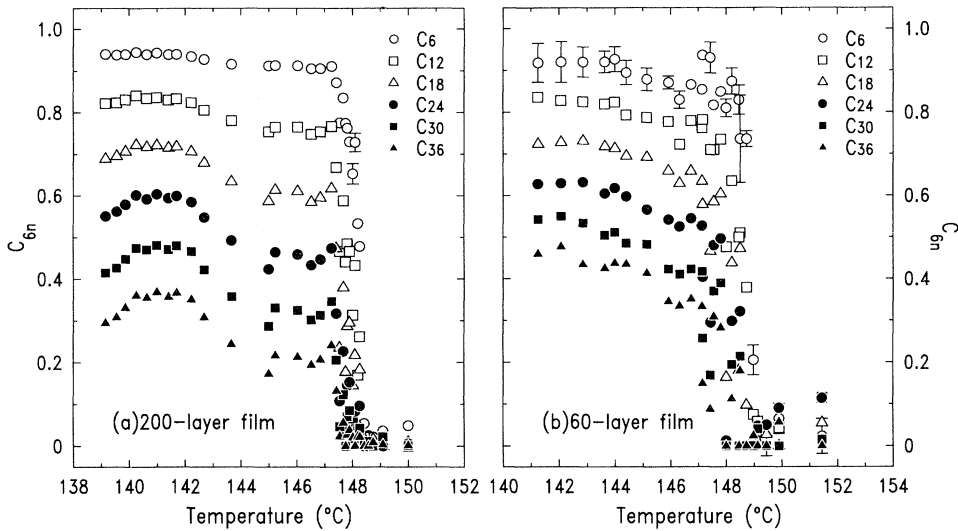 1.0
0.8
0.6
0.4
0.2
0
C6n
C6
C12
C18
C24
C30
C36
(a)200-layer film
138 140 142 144 146 148 150 152
Temperature (°C)
C6
C12
C18
C24
C30
C36
(b)60-layer film
140 142 144 146 148 150 152 154
Temperature (°C)
1.0
0.8
0.6
0.4
0.2
0
C6n